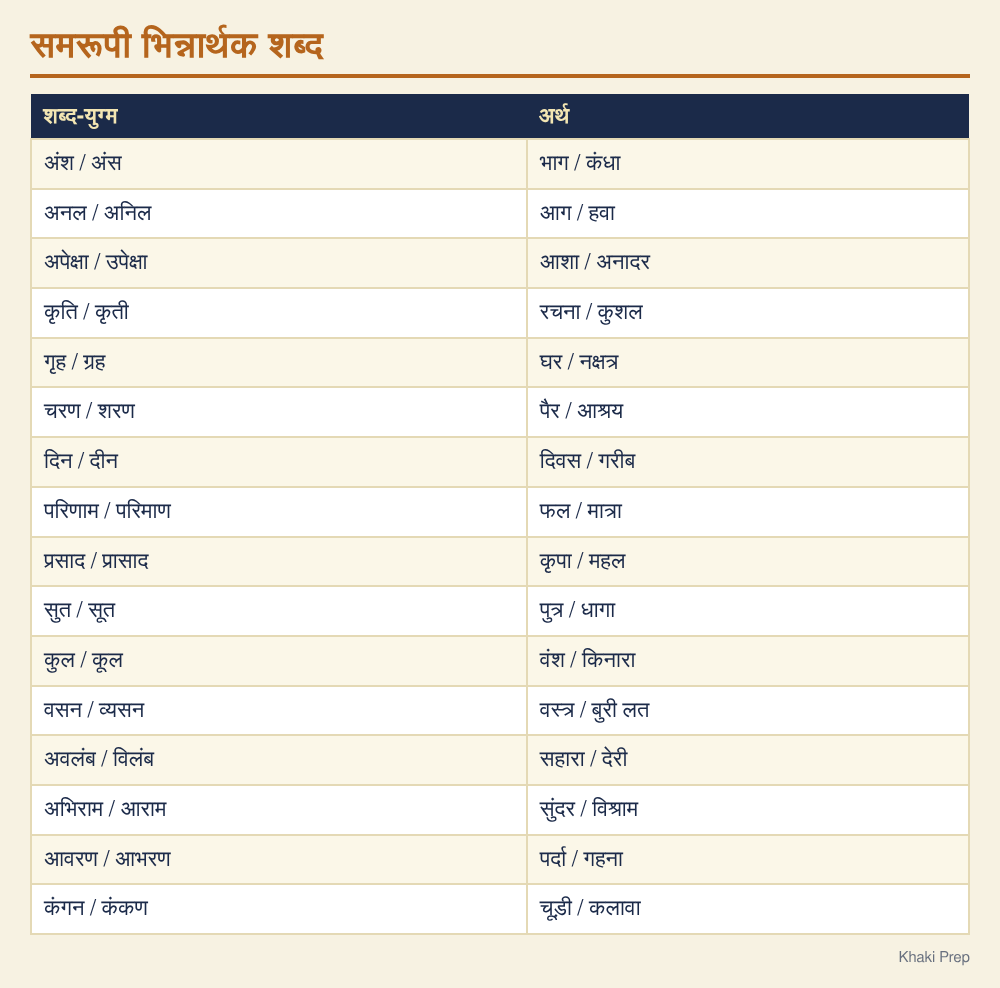 समरूपी भिन्नार्थक शब्द
शब्द-युग्म अर्थ
अंश / अंस भाग / कंधा
अनल / अनिल आग / हवा
अपेक्षा / उपेक्षा आशा / अनादर
कृति / कृती रचना / कुशल
गृह / ग्रह घर / नक्षत्र
चरण / शरण पैर / आश्रय
दिन / दीन दिवस / गरीब
परिणाम / परिमाण फल / मात्रा
प्रसाद / प्रासाद कृपा / महल
सुत / सूत पुत्र / धागा
कुल / कूल वंश / किनारा
वसन / व्यसन वस्त्र / बुरी लत
अवलंब / विलंब सहारा / देरी
अभिराम / आराम सुंदर / विश्राम
आवरण / आभरण पर्दा / गहना
कंगन / कंकण चूड़ी / कलावा
Khaki Prep